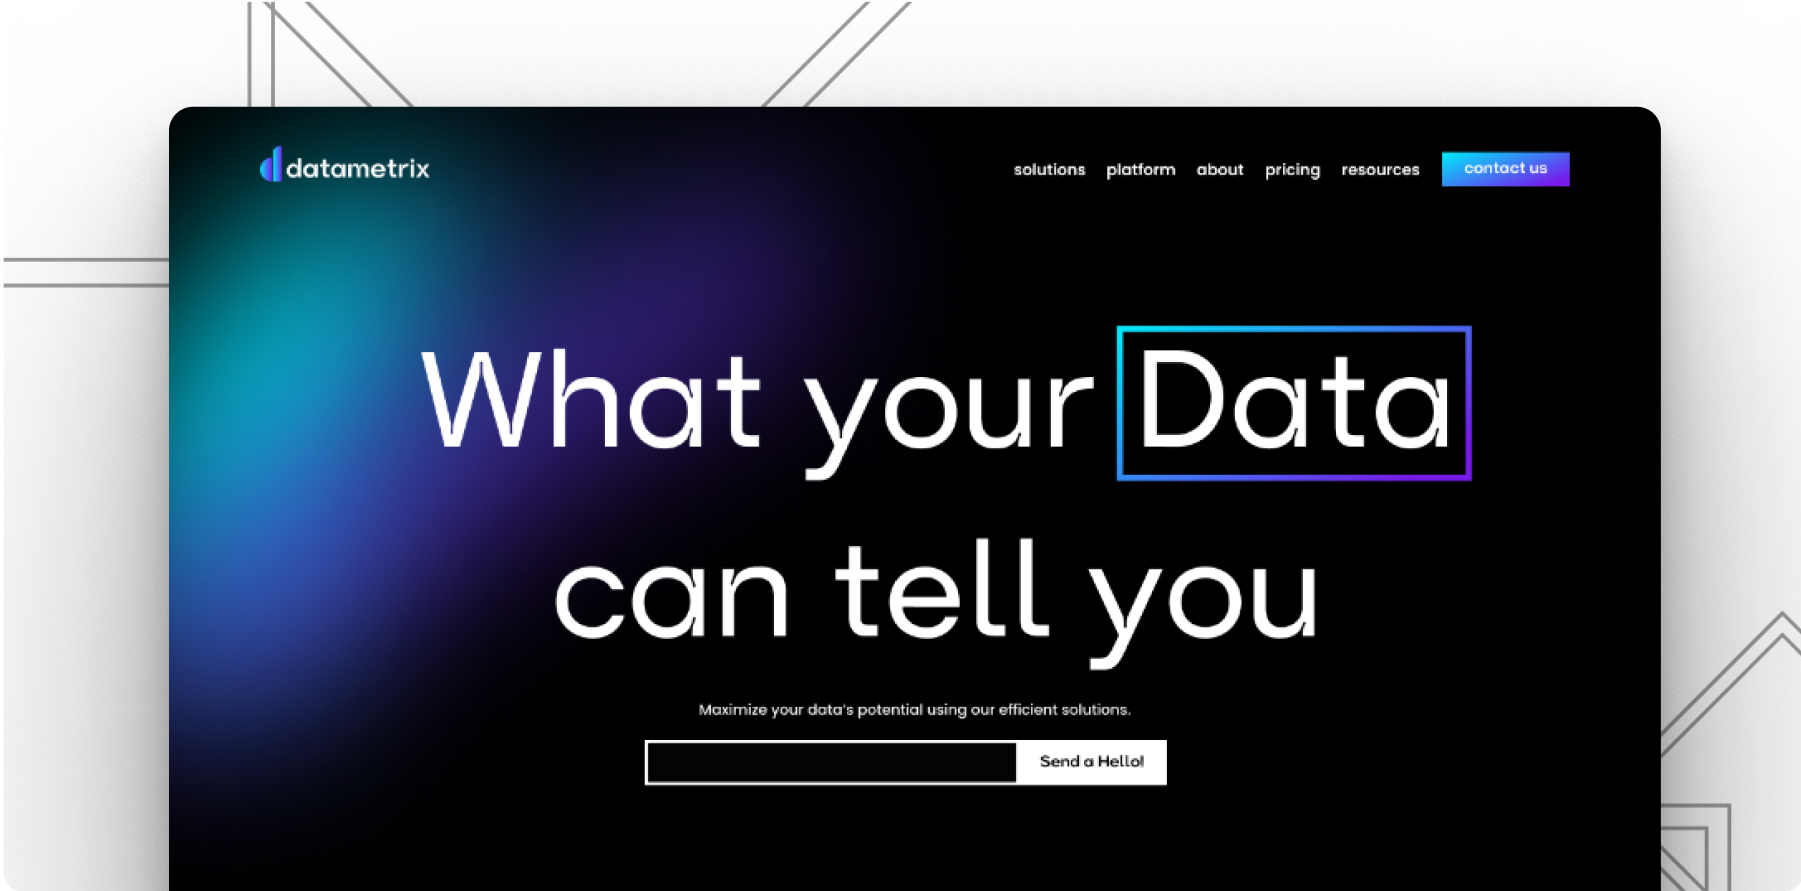 datametrix
solutions platform about pricing resources contact us
What your Data
can tell you
Maximize your data's potential using our efficient solutions.
Send a Hello!